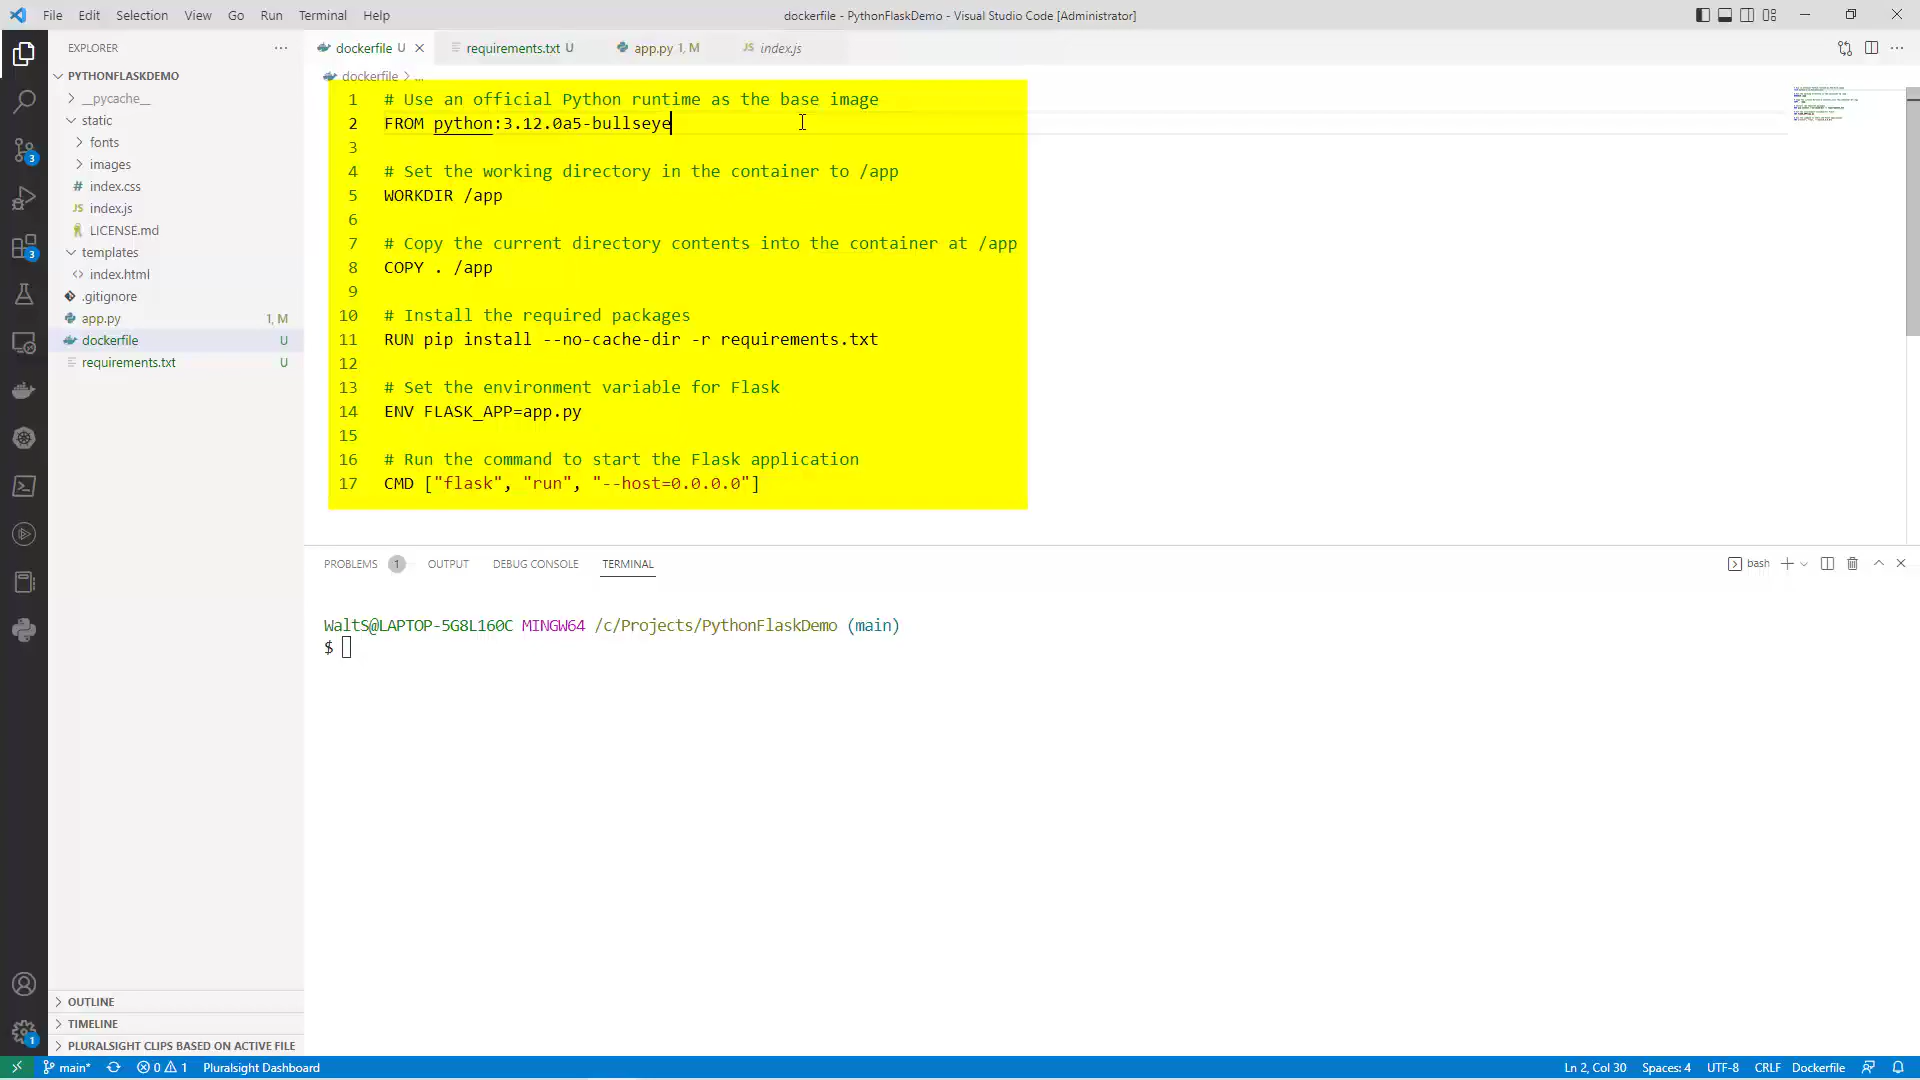 File Edit Selection View Go Run Terminal Help
dockerfile - PythonFlaskDemo - Visual Studio Code [Administrator]
EXPLORER
dockerfile U
requirements.txt U
app.py 1, M
JS index.js
PYTHONFLASKDEMO
dockerfile > ...
__pycache__
static
fonts
images
# index.css
JS index.js
LICENSE.md
templates
<> index.html
.gitignore
app.py 1, M
dockerfile U
requirements.txt U
3
3
1 # Use an official Python runtime as the base image
2 FROM python:3.12.0a5-bullseye
3
4 # Set the working directory in the container to /app
5 WORKDIR /app
6
7 # Copy the current directory contents into the container at /app
8 COPY . /app
9
10 # Install the required packages
11 RUN pip install --no-cache-dir -r requirements.txt
12
13 # Set the environment variable for Flask
14 ENV FLASK_APP=app.py
15
16 # Run the command to start the Flask application
17 CMD ["flask", "run", "--host=0.0.0.0"]
PROBLEMS 1 OUTPUT DEBUG CONSOLE TERMINAL
bash
WaltS@LAPTOP-5G8L160C MINGW64 /c/Projects/PythonFlaskDemo (main)
$
OUTLINE
TIMELINE
PLURALSIGHT CLIPS BASED ON ACTIVE FILE
1
main* 0 1 Pluralsight Dashboard
Ln 2, Col 30 Spaces: 4 UTF-8 CRLF Dockerfile